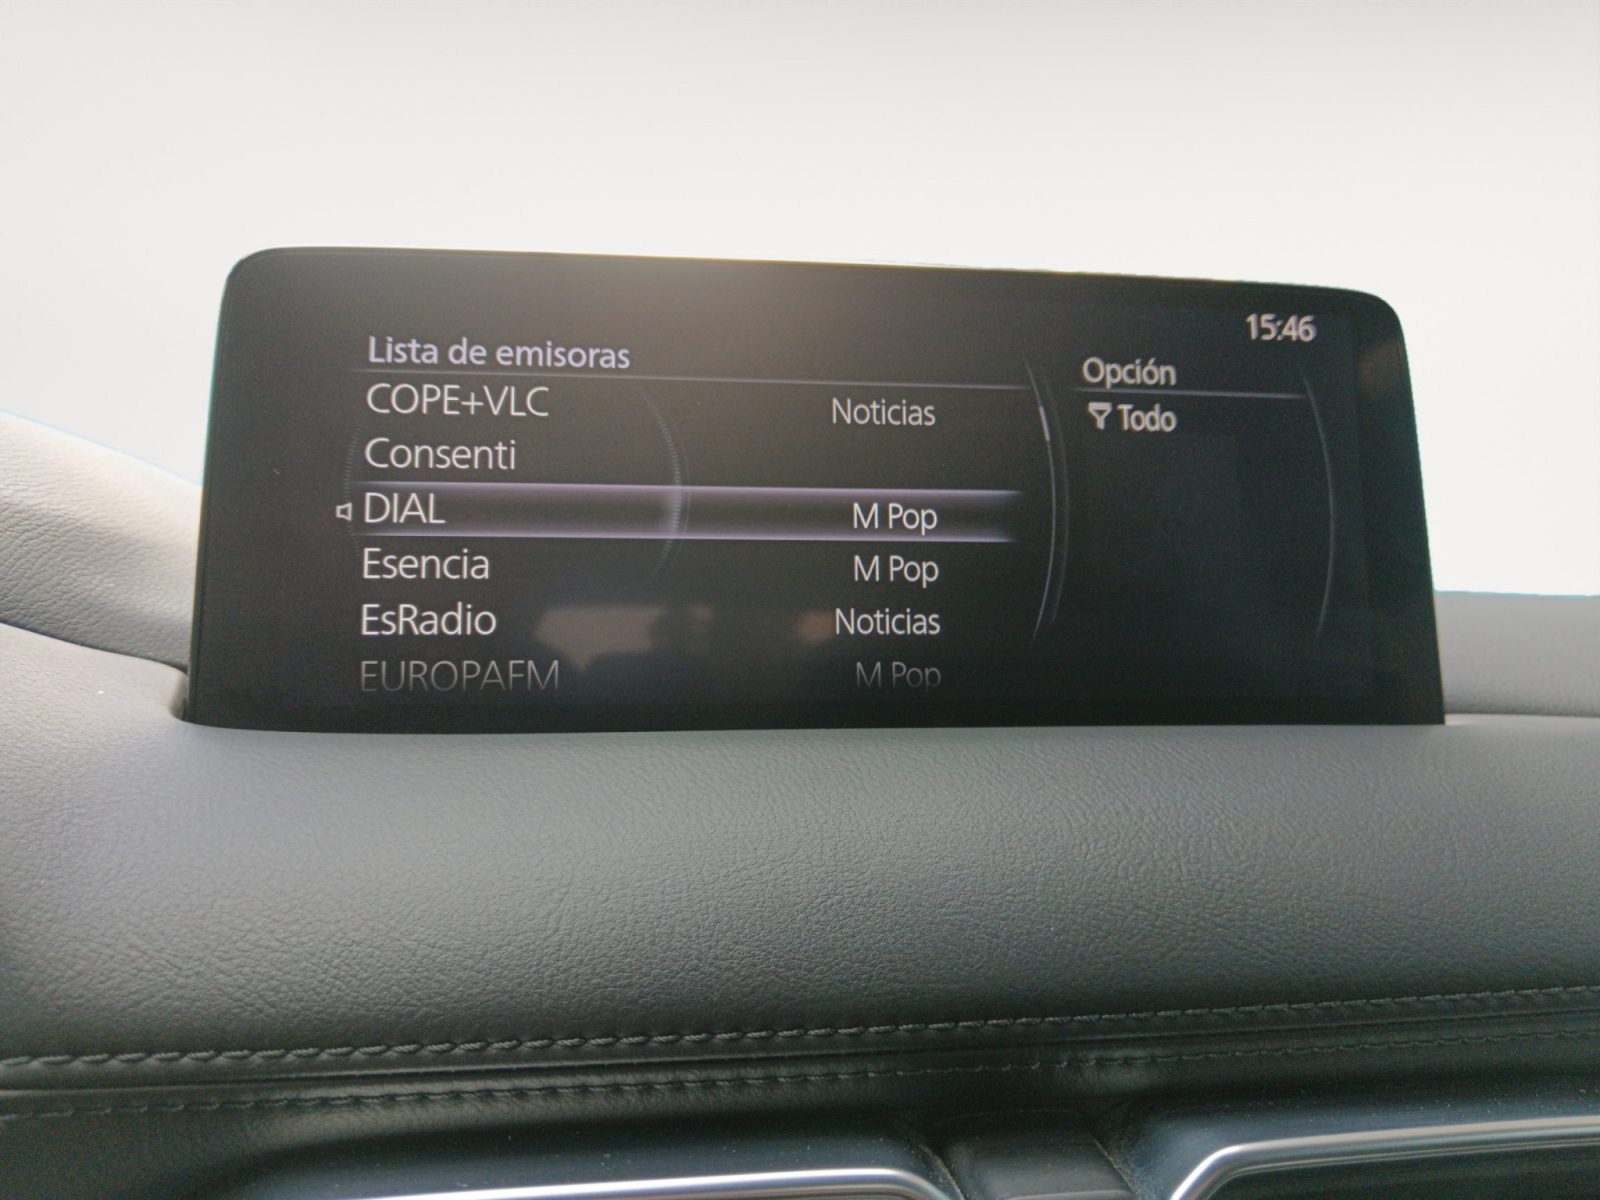 15:46
Lista de emisoras
Opción
COPE+VLC Noticias
Todo
Consenti
DIAL M Pop
Esencia M Pop
EsRadio Noticias
EUROPAFM M Pop